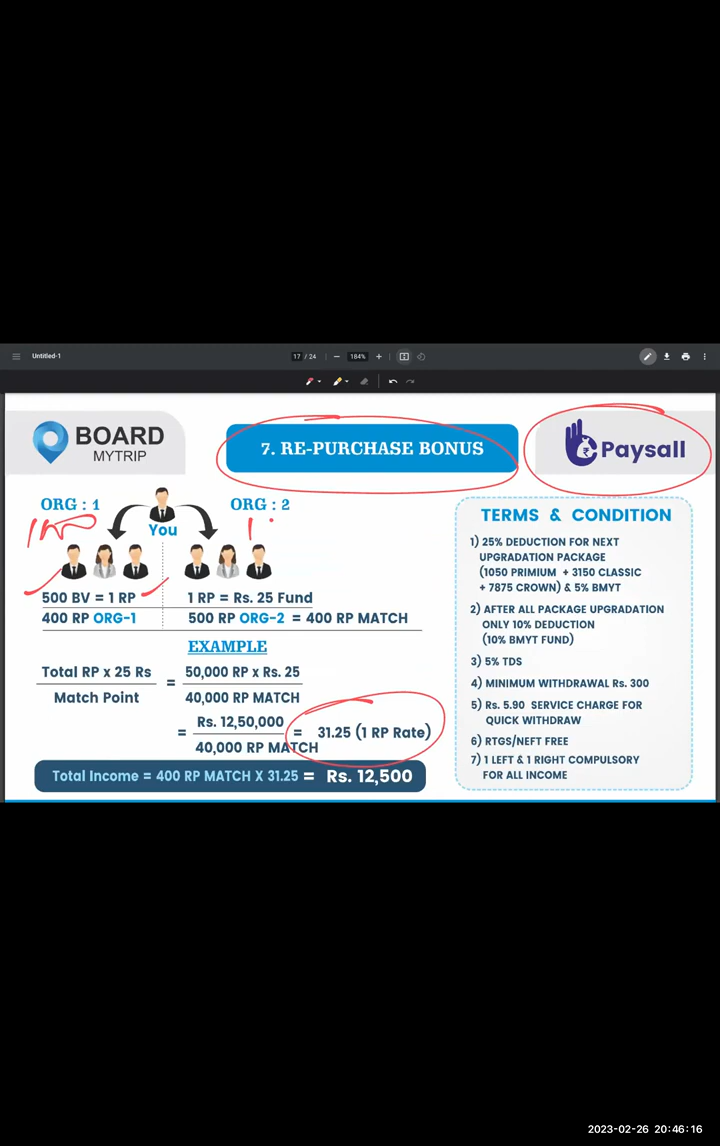 Untitled-1
17 / 24
184%
BOARD
MYTRIP
7. RE-PURCHASE BONUS
Paysall
ORG : 1
ORG : 2
You
500 BV = 1 RP
1 RP = Rs. 25 Fund
400 RP ORG-1
500 RP ORG-2 = 400 RP MATCH
EXAMPLE
Total RP x 25 Rs = 50,000 RP x Rs. 25
Match Point
40,000 RP MATCH
= Rs. 12,50,000 = 31.25 (1 RP Rate)
40,000 RP MATCH
Total Income = 400 RP MATCH X 31.25 = Rs. 12,500
TERMS & CONDITION
1) 25% DEDUCTION FOR NEXT
UPGRADATION PACKAGE
(1050 PRIMIUM + 3150 CLASSIC
+ 7875 CROWN) & 5% BMYT
2) AFTER ALL PACKAGE UPGRADATION
ONLY 10% DEDUCTION
(10% BMYT FUND)
3) 5% TDS
4) MINIMUM WITHDRAWAL Rs. 300
5) Rs. 5.90 SERVICE CHARGE FOR
QUICK WITHDRAW
6) RTGS/NEFT FREE
7) 1 LEFT & 1 RIGHT COMPULSORY
FOR ALL INCOME
2023-02-26 20:46:16